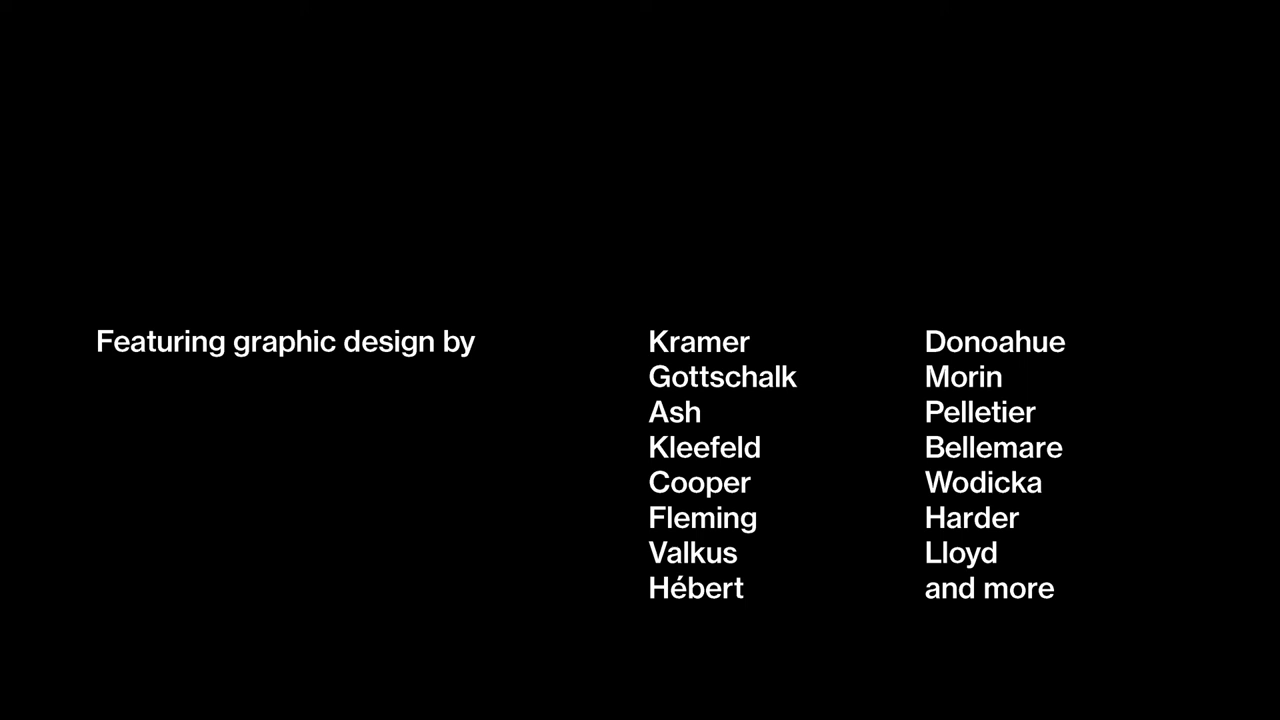 Featuring graphic design by
Kramer
Gottschalk
Ash
Kleefeld
Cooper
Fleming
Valkus
Hébert
Donoahue
Morin
Pelletier
Bellemare
Wodicka
Harder
Lloyd
and more